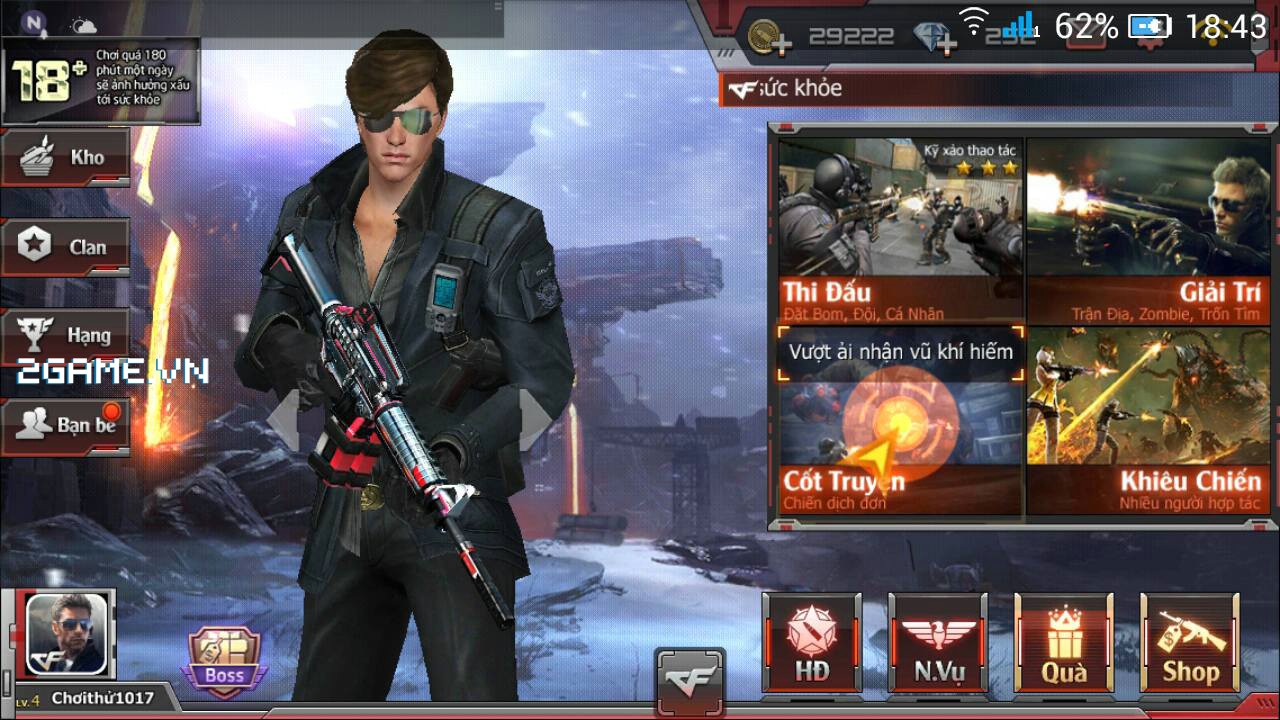 N
62% 18:43
29222
18+
Chơi quá 180
phút một ngày
sẽ ảnh hưởng xấu
tới sức khỏe
sức khỏe
Kho
Clan
Hạng
2GAME.VN
Bạn bè
Kỹ xảo thao tác
Thi Đấu
Đặt Bom, Đội, Cá Nhân
Giải Trí
Trận Địa, Zombie, Trốn Tìm
Vượt ải nhận vũ khí hiếm
Cốt Truyện
Chiến dịch đơn
Khiêu Chiến
Nhiều người hợp tác
Boss
LV.4 Chơithử1017
HĐ
N.Vụ
Quà
Shop